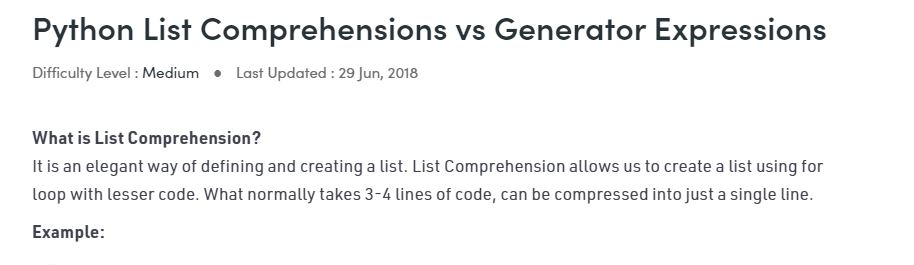 Python List Comprehensions vs Generator Expressions
Difficulty Level : Medium ● Last Updated : 29 Jun, 2018
What is List Comprehension?
It is an elegant way of defining and creating a list. List Comprehension allows us to create a list using for
loop with lesser code. What normally takes 3-4 lines of code, can be compressed into just a single line.
Example: